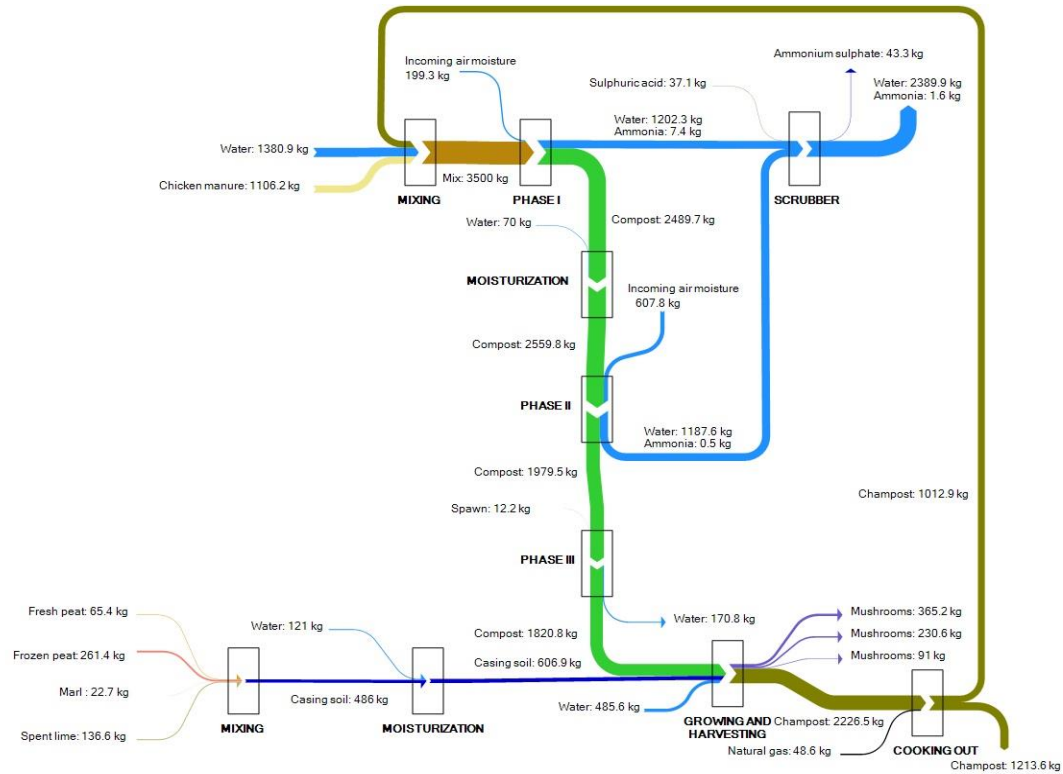 Ammonium sulphate: 43.3 kg
Incoming air moisture
199.3 kg
Sulphuric acid: 37.1 kg
Water: 2389.9 kg
Ammonia: 1.6 kg
Water: 1202.3 kg
Ammonia: 7.4 kg
Water: 1380.9 kg
Chicken manure: 1106.2 kg
Mix: 3500 kg
MIXING
PHASE I
SCRUBBER
Water: 70 kg
Compost: 2489.7 kg
MOISTURIZATION
Incoming air moisture
607.8 kg
Compost: 2559.8 kg
PHASE II
Water: 1187.6 kg
Ammonia: 0.5 kg
Compost: 1979.5 kg
Champost: 1012.9 kg
Spawn: 12.2 kg
PHASE III
Fresh peat: 65.4 kg
Water: 170.8 kg
Mushrooms: 365.2 kg
Water: 121 kg
Compost: 1820.8 kg
Mushrooms: 230.6 kg
Frozen peat: 261.4 kg
Casing soil: 606.9 kg
Mushrooms: 91 kg
Marl: 22.7 kg
Casing soil: 486 kg
Water: 485.6 kg
Spent lime: 136.6 kg
MIXING
MOISTURIZATION
GROWING AND
HARVESTING
Champost: 2226.5 kg
Natural gas: 48.6 kg
COOKING OUT
Champost: 1213.6 kg